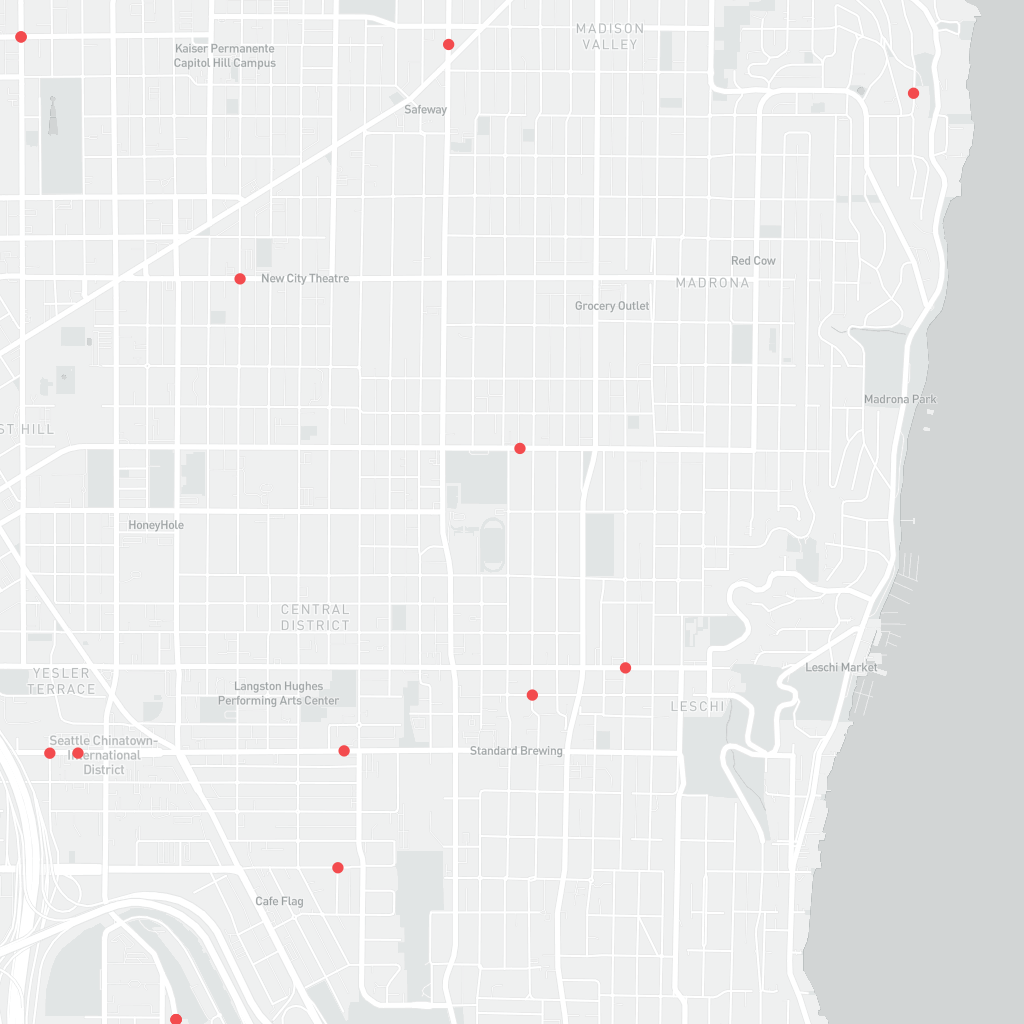 MADISON
VALLEY
Kaiser Permanente
Capitol Hill Campus
Safeway
Red Cow
New City Theatre
MADRONA
Grocery Outlet
Madrona Park
ST HILL
HoneyHole
CENTRAL
DISTRICT
Leschi Market
YESLER
TERRACE
Langston Hughes
Performing Arts Center
LESCHI
Seattle Chinatown-
International
District
Standard Brewing
Cafe Flag